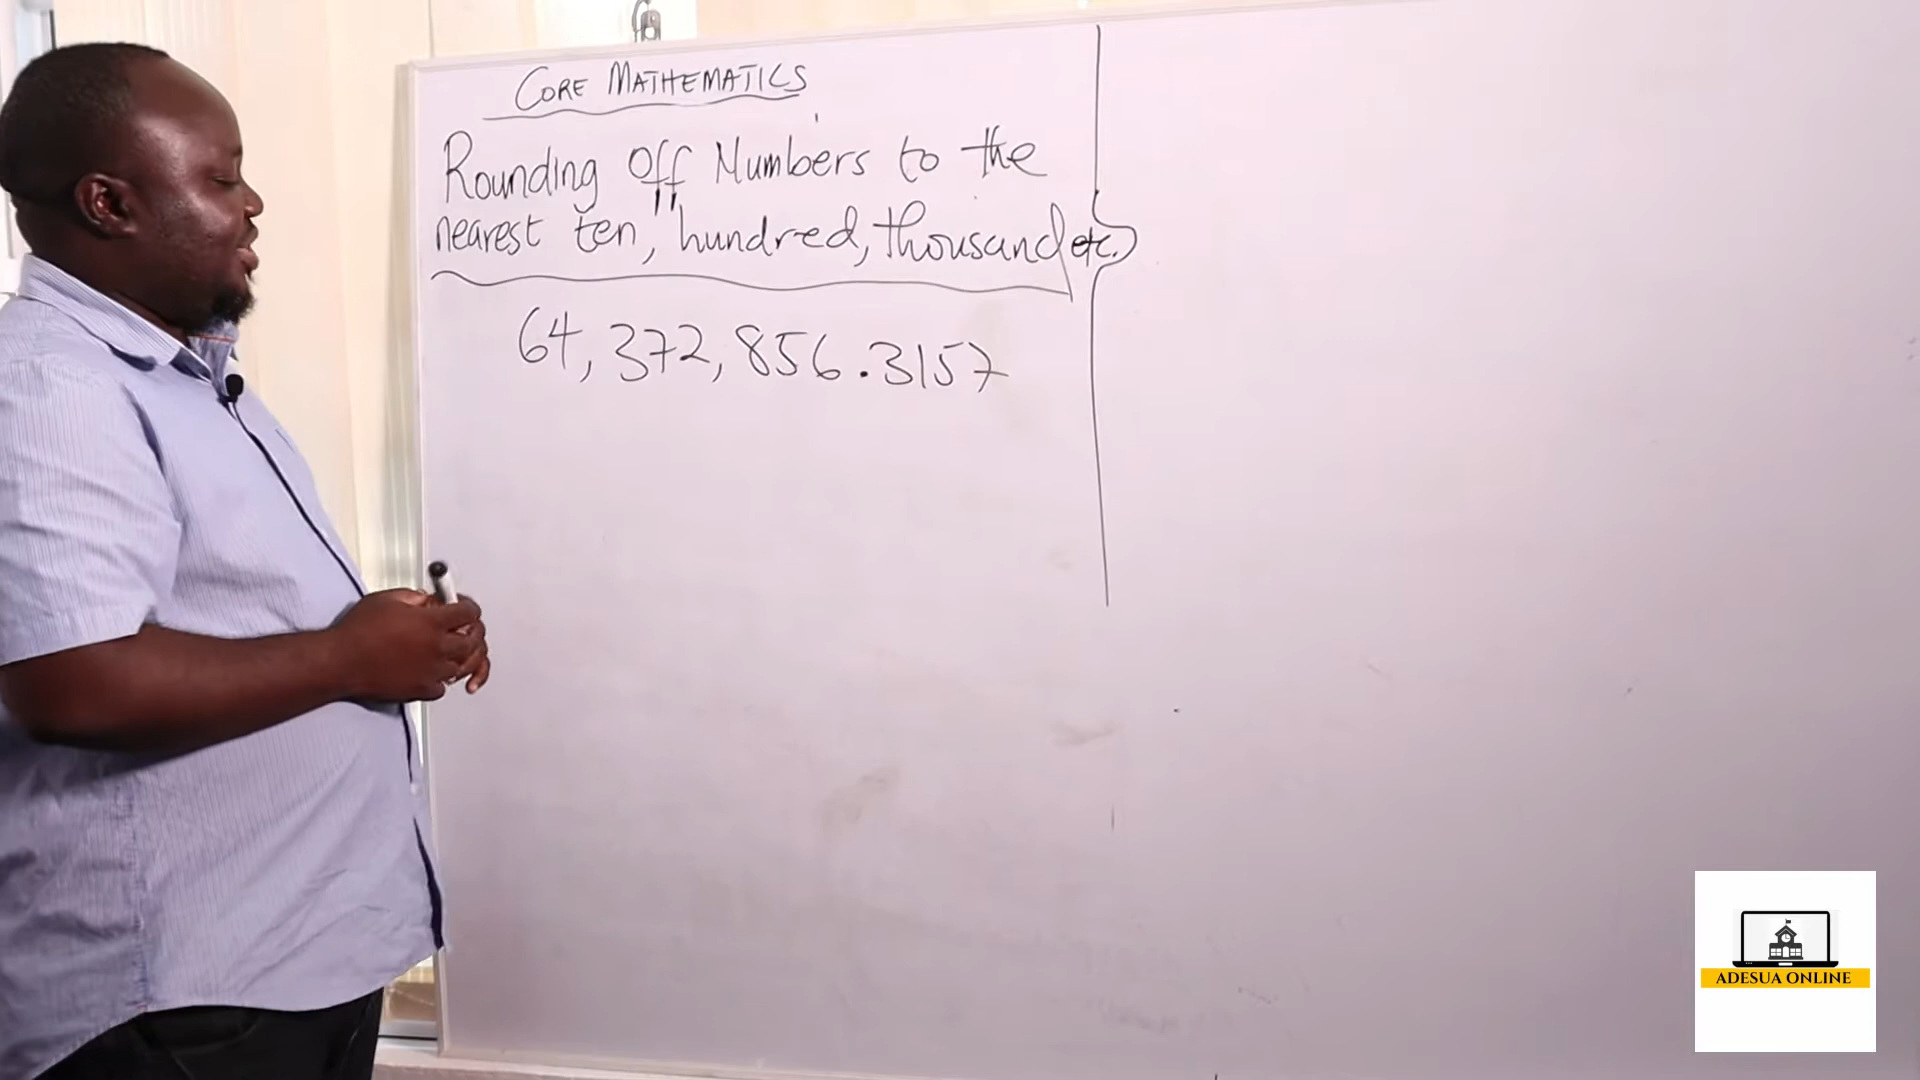 CORE MATHEMATICS
Rounding off Numbers to the
nearest ten, hundred, thousand etc.
64,372,856.3157
ADESUA ONLINE